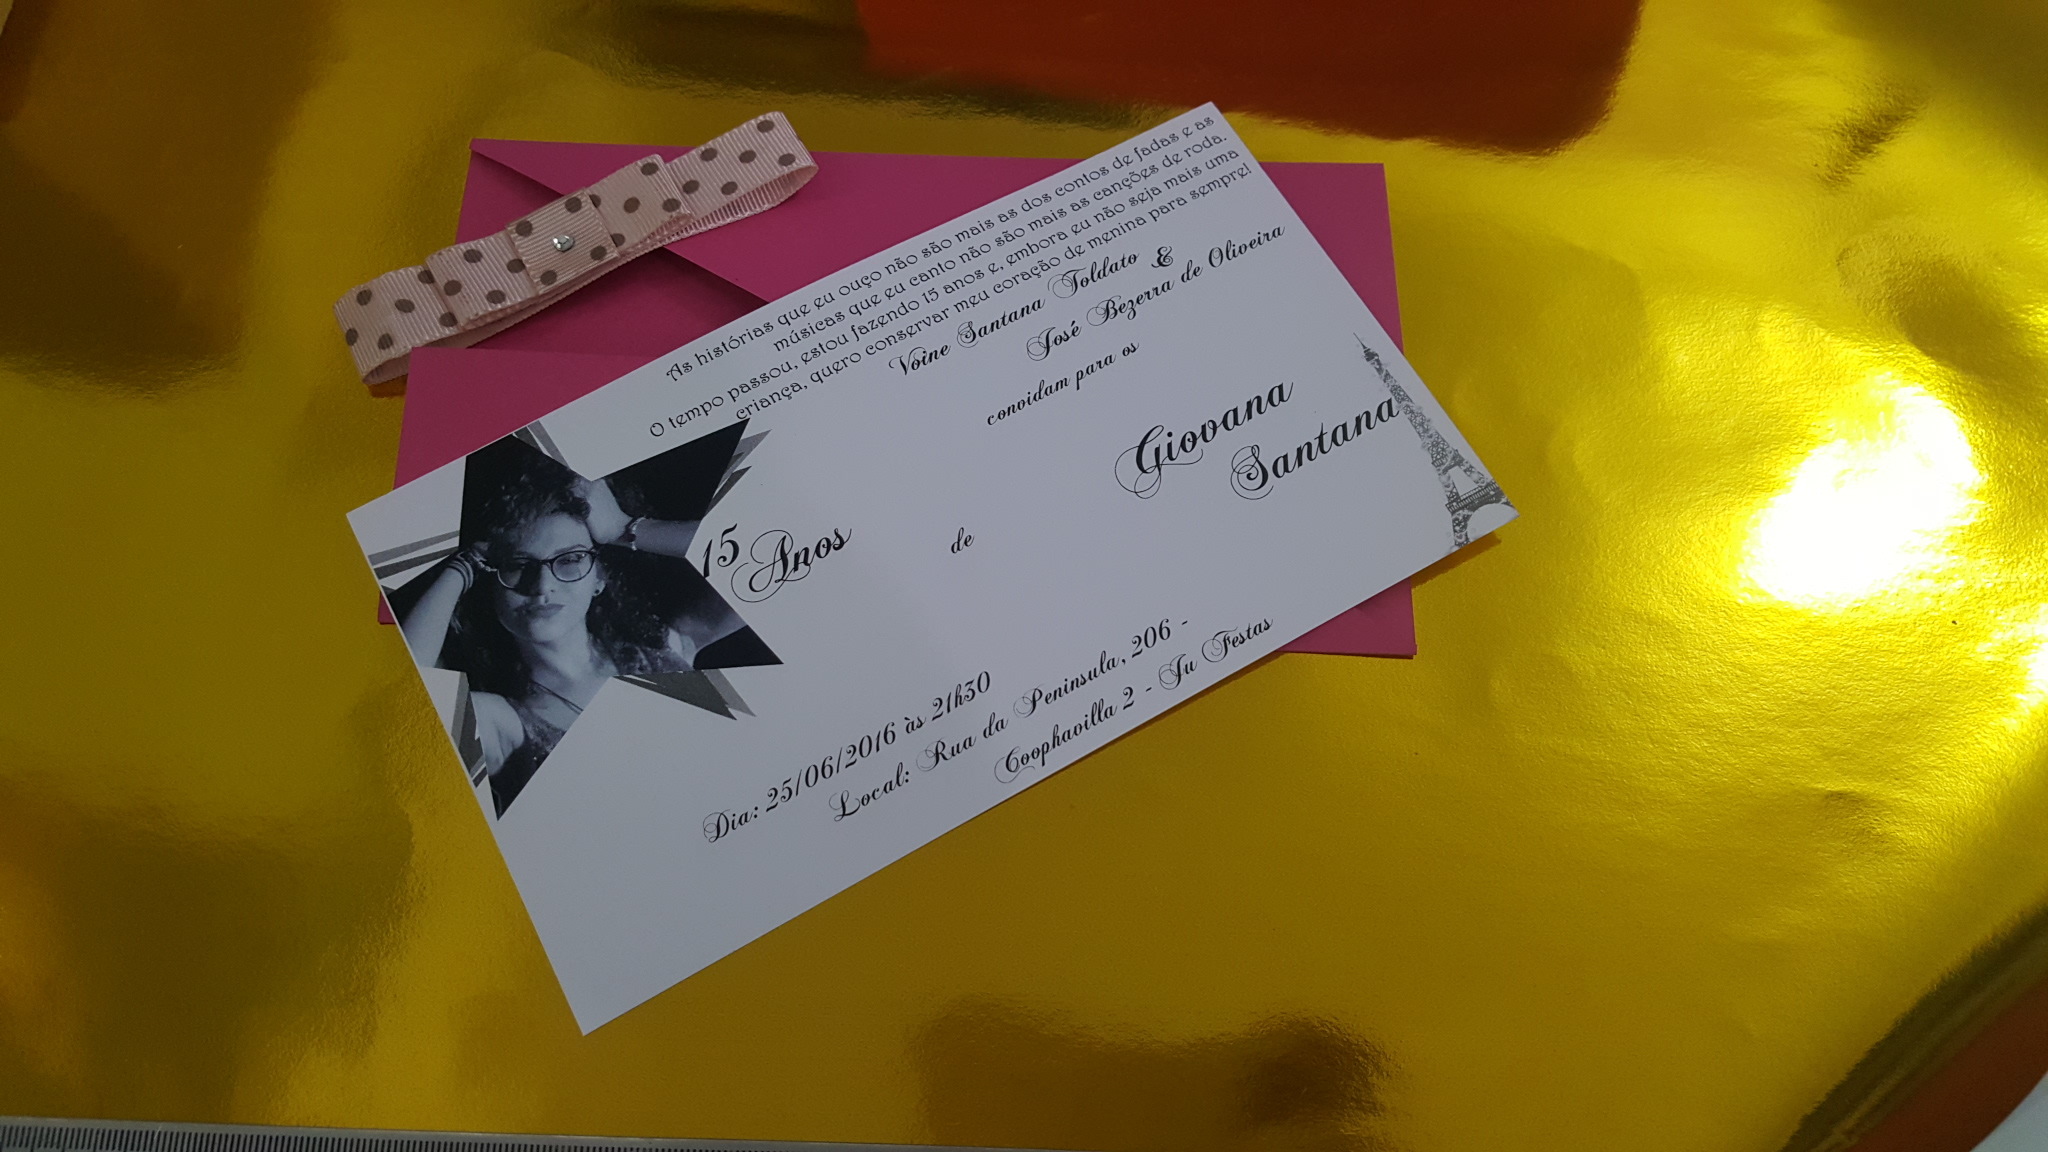 As histórias que eu ouço não são mais as dos contos de fadas e as
músicas que eu canto não são mais as canções de roda.
O tempo passou, estou fazendo 15 anos e, embora eu não seja mais uma
criança, quero conservar meu coração de menina para sempre!
Voine Santana Toldato &
José Bezerra de Oliveira
convidam para os
15
Anos
de
Giovana
Santana
Dia: 25/06/2016 às 21h30
Local: Rua da Peninsula, 206 -
Coophavilla 2 - Ju Festas